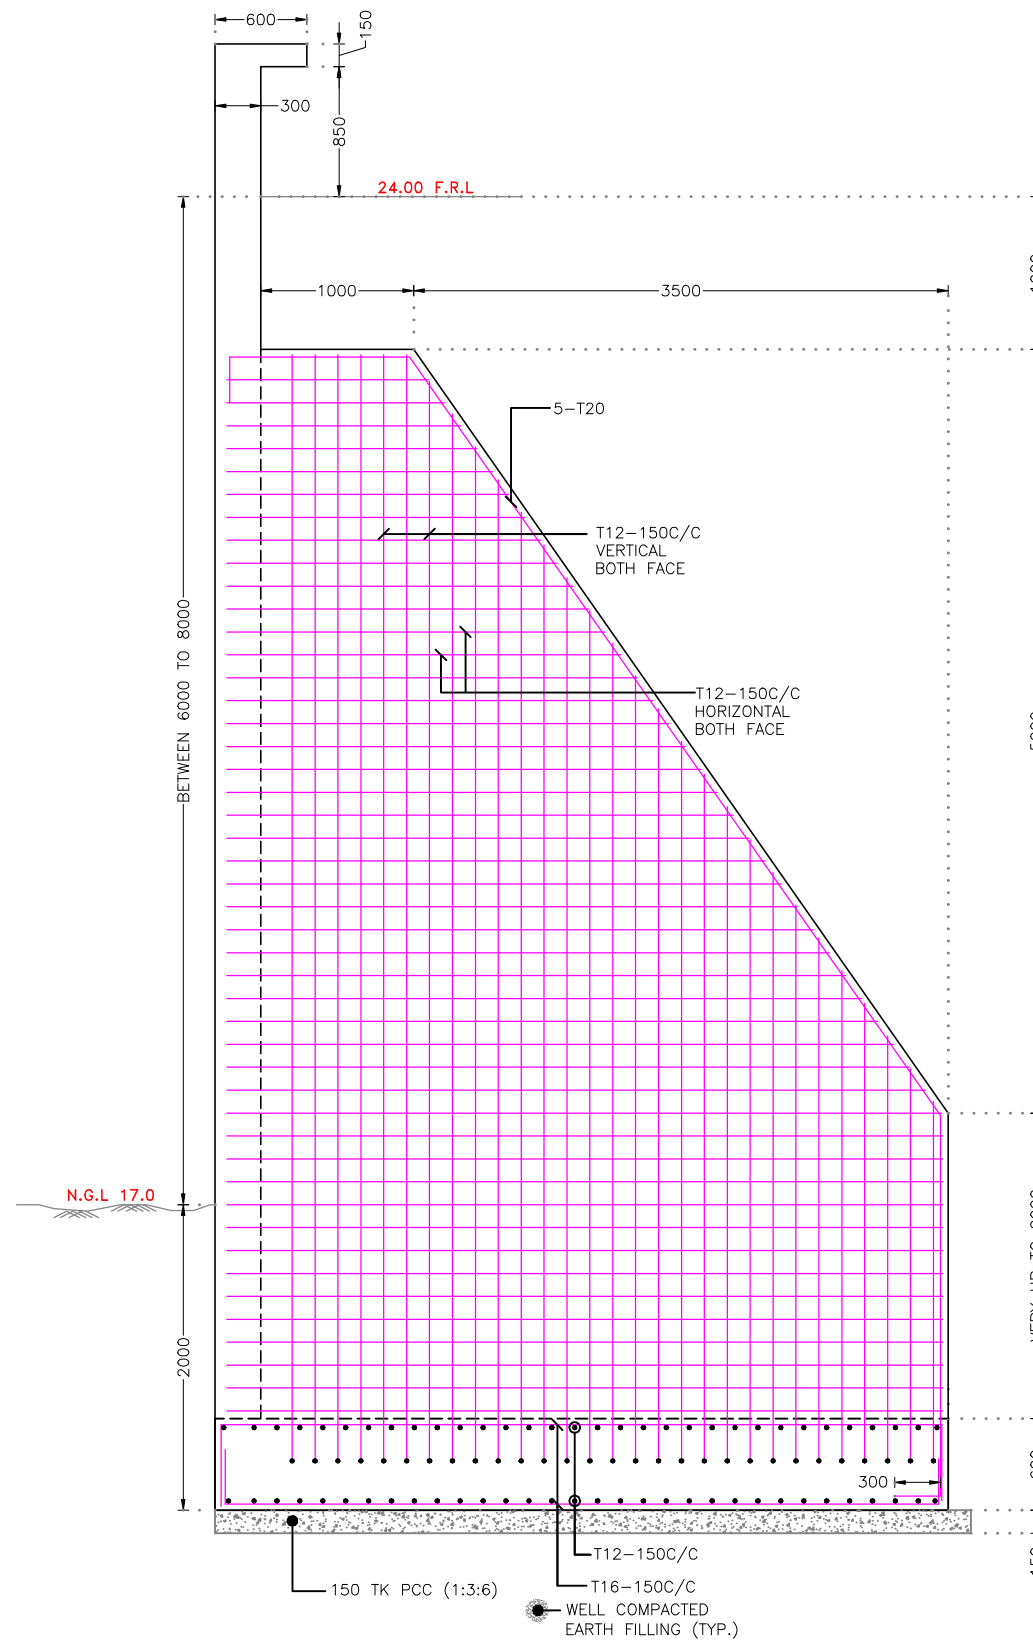 600
150
300
850
24.00 F.R.L
1000
3500
5-T20
T12-150C/C
VERTICAL
BOTH FACE
BETWEEN 6000 TO 8000
T12-150C/C
HORIZONTAL
BOTH FACE
N.G.L 17.0
2000
300
T12-150C/C
T16-150C/C
150 TK PCC (1:3:6)
WELL COMPACTED
EARTH FILLING (TYP.)